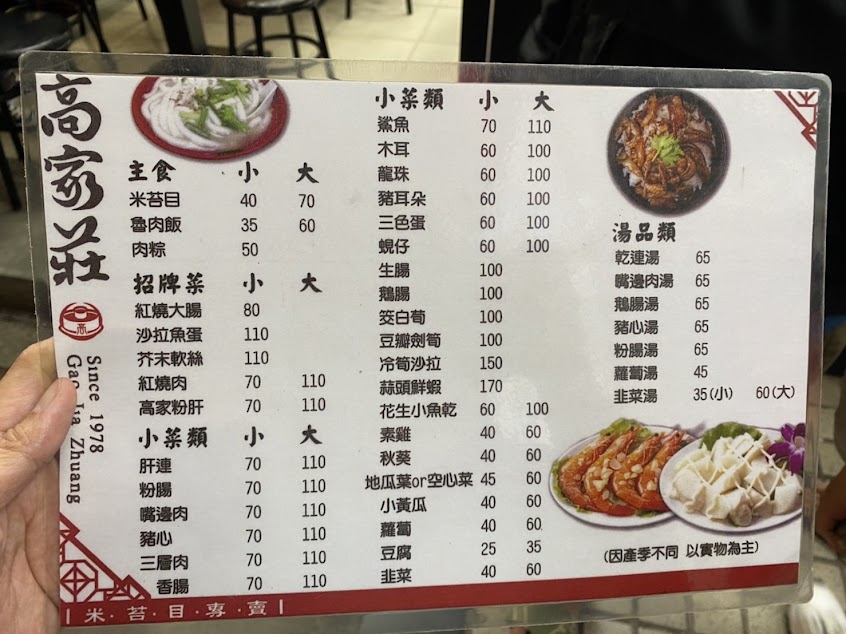 高家莊
Since 1978
Gao Jia Zhuang
主食 小 大
米苔目 40 70
魯肉飯 35 60
肉粽 50
招牌菜 小 大
紅燒大腸 80
沙拉魚蛋 110
芥末軟絲 110
紅燒肉 70 110
高家粉肝 70 110
小菜類 小 大
肝連 70 110
粉腸 70 110
嘴邊肉 70 110
豬心 70 110
三層肉 70 110
香腸 70 110
小菜類 小 大
鯊魚 70 110
木耳 60 100
龍珠 60 100
豬耳朵 60 100
三色蛋 60 100
蜆仔 60 100
生腸 100
鵝腸 100
筊白荀 100
豆瓣劍筍 100
冷筍沙拉 150
蒜頭鮮蝦 170
花生小魚乾 60 100
素雞 40 60
秋葵 40 60
地瓜葉or空心菜 45 60
小黃瓜 40 60
蘿蔔 40 60
豆腐 25 35
韭菜 40 60
湯品類
乾連湯 65
嘴邊肉湯 65
鵝腸湯 65
豬心湯 65
粉腸湯 65
蘿蔔湯 45
韭菜湯 35(小) 60(大)
(因產季不同 以實物為主)
米.苔.目.專.賣